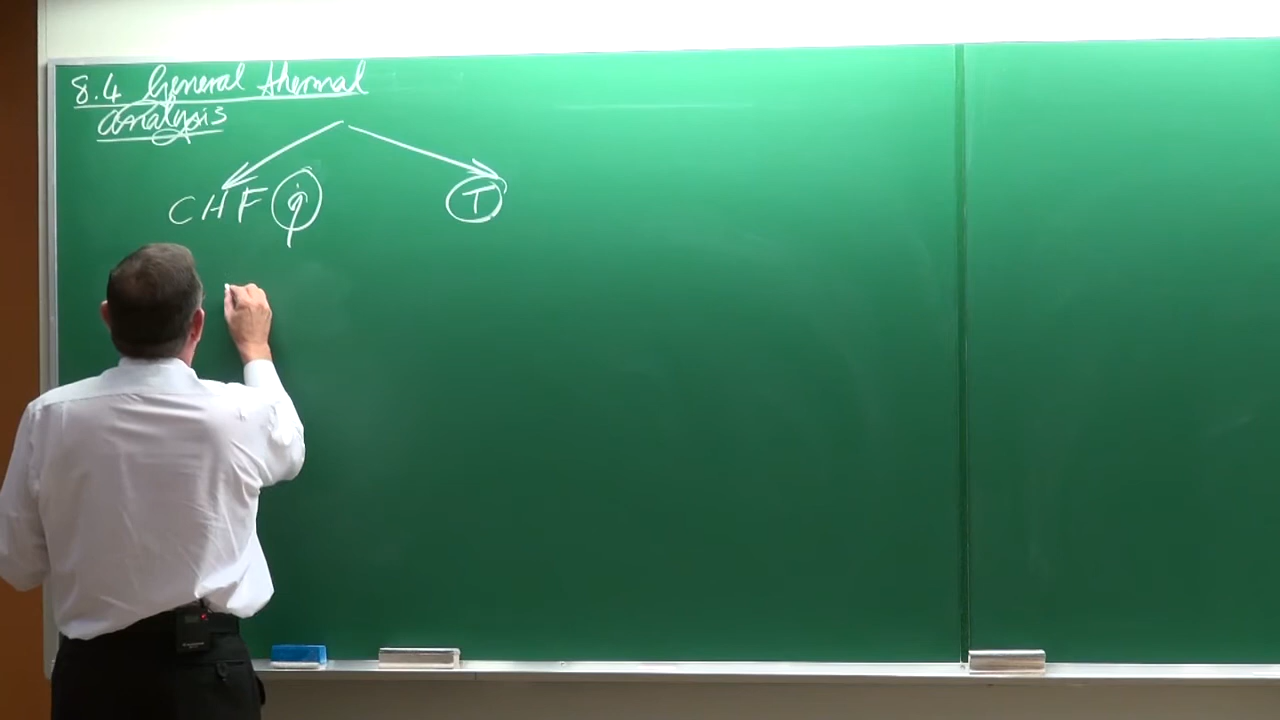 8.4 General thermal
analysis
CHF q̇ T